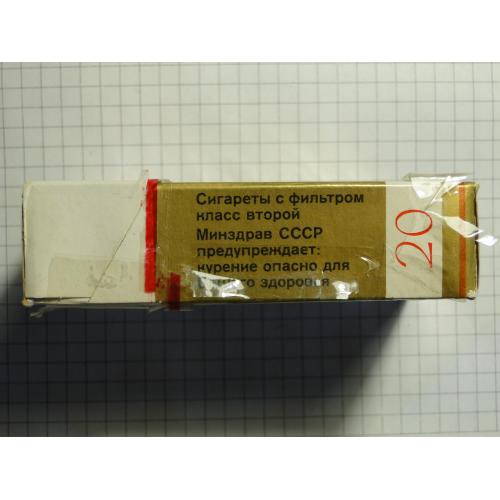 Сигареты с фильтром
класс второй
Минздрав СССР
предупреждает:
курение опасно для
здоровья
20